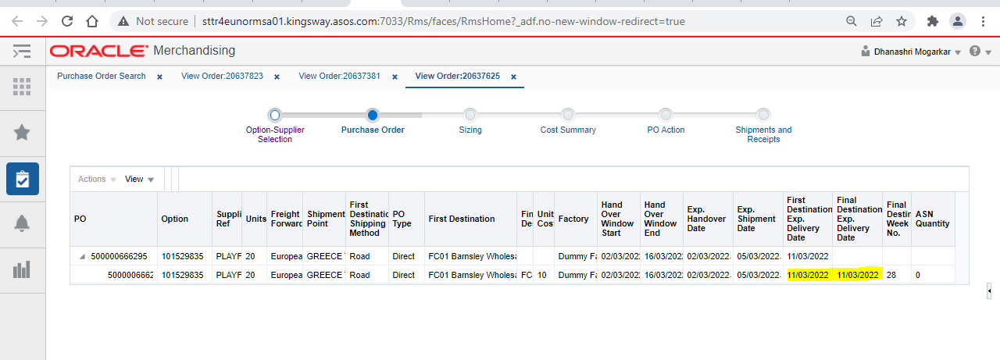 Not secure
sttr4eunormsa01.kingsway.asos.com:7033/Rms/faces/RmsHome?_adf.no-new-window-redirect=true
ORACLE Merchandising
Dhanashri Mogarkar
Purchase Order Search
View Order:20637823
View Order:20637381
View Order:20637625
Option-Supplier Selection
Purchase Order
Sizing
Cost Summary
PO Action
Shipments and Receipts
Actions View
PO Option Suppli Ref Units Freight Forward Shipment Point First Destinatio Shipping Method PO Type First Destination Fin De Unit Cos Factory Hand Over Window Start Hand Over Window End Exp. Handover Date Exp. Shipment Date First Destination Exp. Delivery Date Final Destination Exp. Delivery Date Final Destin Week No. ASN Quantity
500000666295 101529835 PLAYF 20 Europea GREECE Road Direct FC01 Barnsley Wholesa Dummy Fa 02/03/2022 16/03/202 02/03/2022 05/03/2022 11/03/2022
5000006662 101529835 PLAYF 20 Europea GREECE Road Direct FC01 Barnsley Wholesa FC 10 Dummy Fa 02/03/2022 16/03/202 02/03/2022 05/03/2022 11/03/2022 11/03/2022 28 0